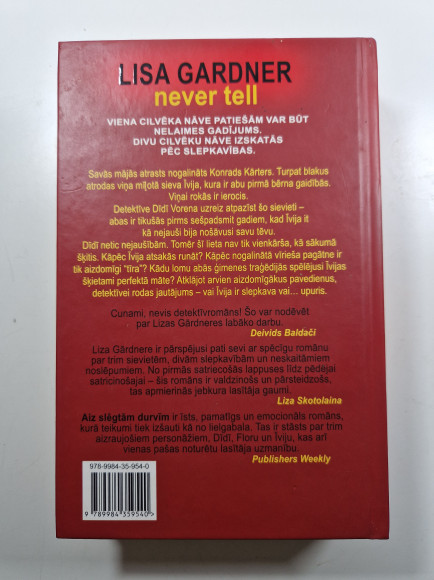 LISA GARDNER
never tell
VIENA CILVĒKA NĀVE PATIEŠĀM VAR BŪT
NELAIMES GADĪJUMS.
DIVU CILVĒKU NĀVE IZSKATĀS
PĒC SLEPKAVĪBAS.
Savās mājās atrasts nogalināts Konrads Kārters. Turpat blakus
atrodas viņa mīļotā sieva Īvija, kura ir abu pirmā bērna gaidībās.
Viņai rokās ir ierocis.
Detektīve Dīdī Vorena uzreiz atpazīst šo sievieti –
abas ir tikušās pirms sešpadsmit gadiem, kad Īvija it
kā nejauši bija nošāvusi savu tēvu.
Dīdī netic nejaušībām. Tomēr šī lieta nav tik vienkārša, kā sākumā
šķitis. Kāpēc Īvija atsakās runāt? Kāpēc nogalinātā vīrieša pagātne ir
tik aizdomīgi “tīra”? Kādu lomu abās ģimenes traģēdijās spēlējusi Īvijas
šķietami perfektā māte? Atklājot arvien aizdomīgākus pavedienus,
detektīvei rodas jautājums – vai Īvija ir slepkava vai... upuris.
Cunami, nevis detektīvromāns! Šo var nodēvēt
par Lizas Gārdneres labāko darbu.
Deivids Baldači
Liza Gārdnere ir pārspējusi pati sevi ar spēcīgu romānu
par trim sievietēm, divām slepkavībām un neskaitāmiem
noslēpumiem. No pirmās satriecošās lappuses līdz pēdējai
satricinošajai – šis romāns ir valdzinošs un pārsteidzošs,
tas apmierinās jebkura lasītāja gaumi.
Liza Skotolaina
Aiz slēgtām durvīm ir īsts, pamatīgs un emocionāls romāns,
kurā teikumi tiek izšauti kā no lielgabala. Tas ir stāsts par trim
aizraujošiem personāžiem, Dīdī, Floru un Īviju, kas arī
vienas pašas noturētu lasītāja uzmanību.
Publishers Weekly
978-9984-35-954-0
9 789984 359540 >